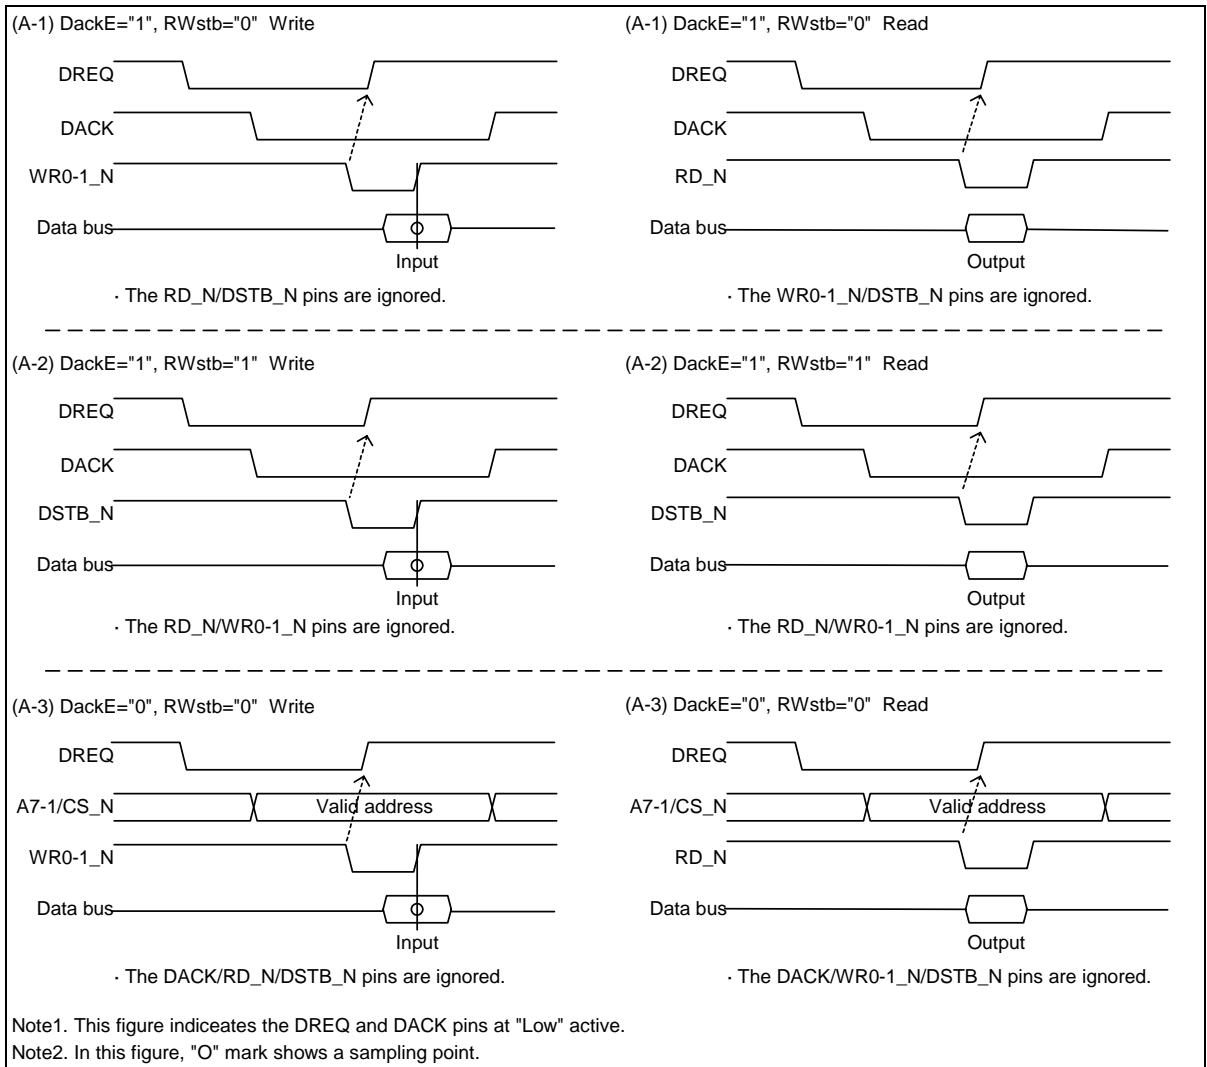 (A-1) DackE="1", RWstb="0"  Write
DREQ
DACK
WR0-1_N
Data bus
Input
· The RD_N/DSTB_N pins are ignored.
(A-1) DackE="1", RWstb="0"  Read
DREQ
DACK
RD_N
Data bus
Output
· The WR0-1_N/DSTB_N pins are ignored.
(A-2) DackE="1", RWstb="1"  Write
DREQ
DACK
DSTB_N
Data bus
Input
· The RD_N/WR0-1_N pins are ignored.
(A-2) DackE="1", RWstb="1"  Read
DREQ
DACK
DSTB_N
Data bus
Output
· The RD_N/WR0-1_N pins are ignored.
(A-3) DackE="0", RWstb="0"  Write
DREQ
A7-1/CS_N Valid address
WR0-1_N
Data bus
Input
· The DACK/RD_N/DSTB_N pins are ignored.
(A-3) DackE="0", RWstb="0"  Read
DREQ
A7-1/CS_N Valid address
RD_N
Data bus
Output
· The DACK/WR0-1_N/DSTB_N pins are ignored.
Note1. This figure indiceates the DREQ and DACK pins at "Low" active.
Note2. In this figure, "O" mark shows a sampling point.